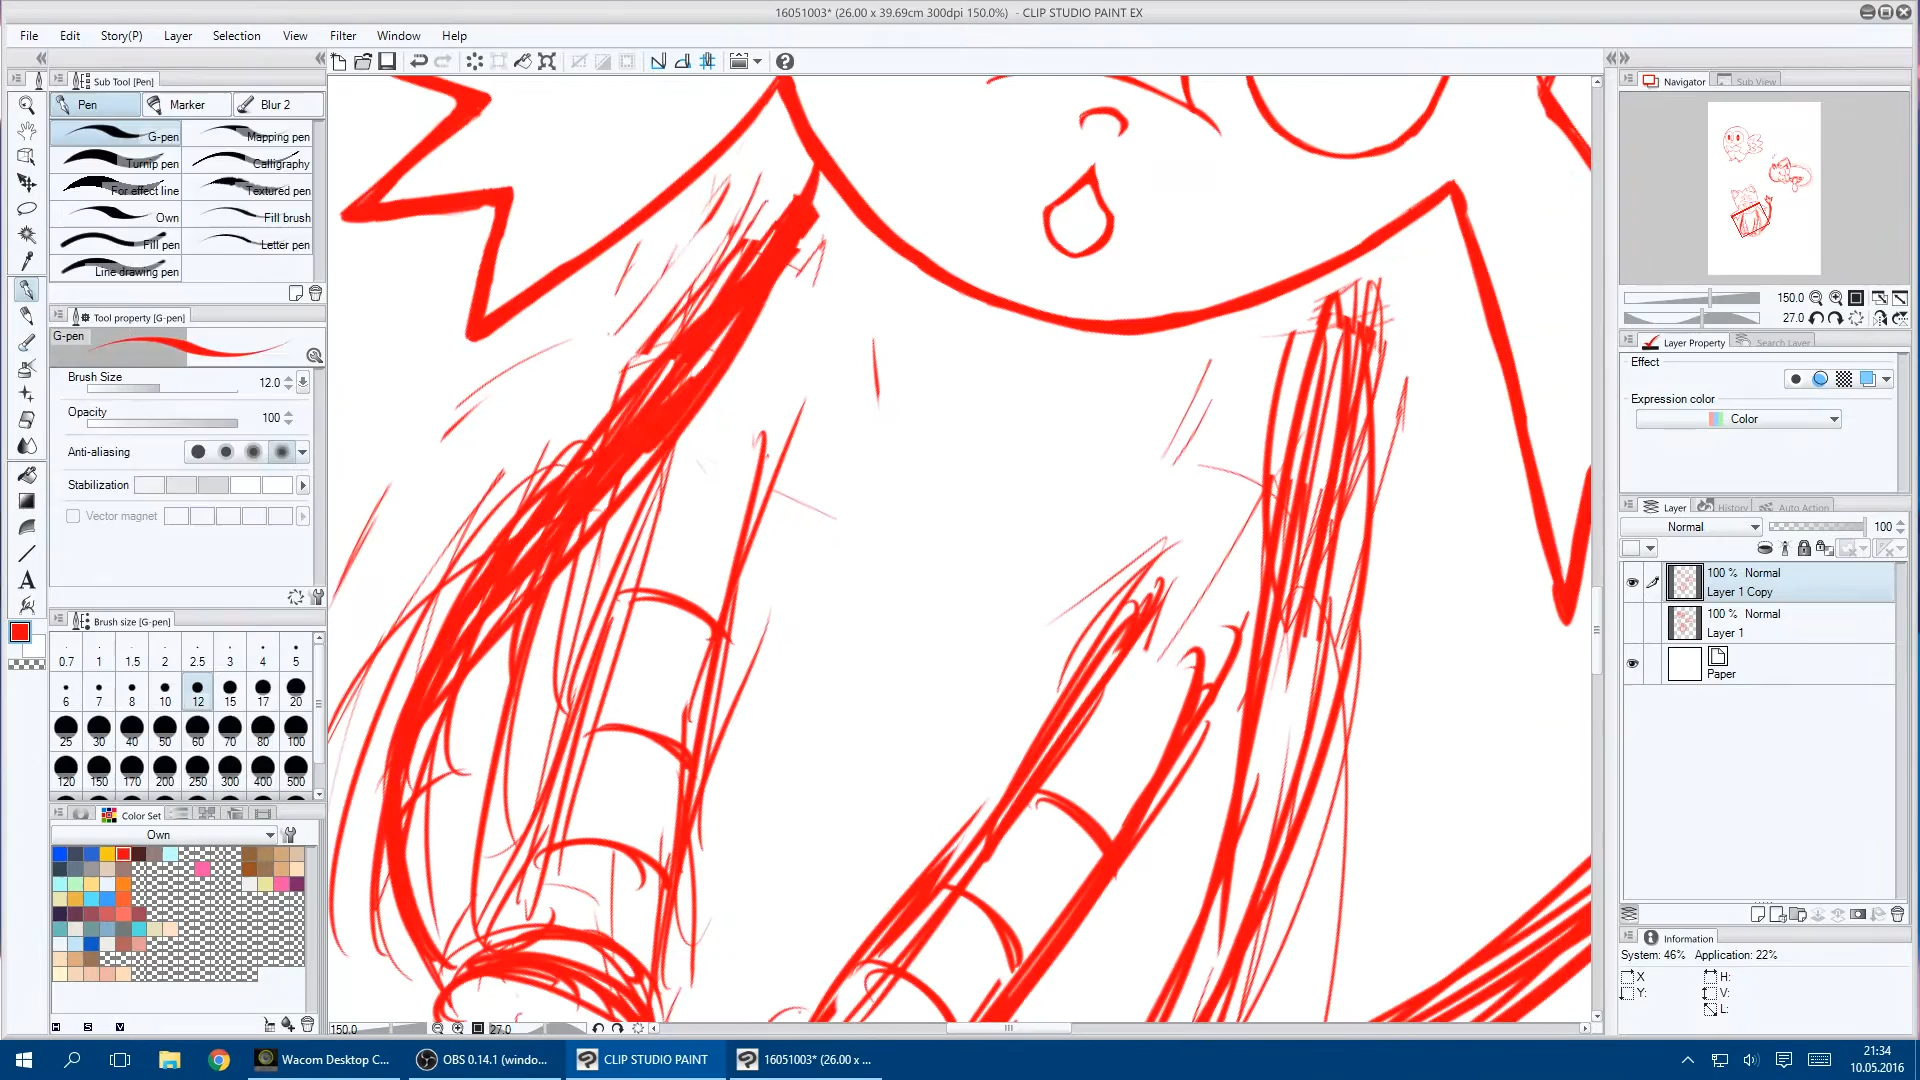 16051003* (26.00 x 39.69cm 300dpi 150.0%) - CLIP STUDIO PAINT EX
File Edit Story(P) Layer Selection View Filter Window Help
Sub Tool [Pen]
Pen Marker Blur 2
G-pen Mapping pen
Turnip pen Calligraphy
For effect line Textured pen
Own Fill brush
Fill pen Letter pen
Line drawing pen
Tool property [G-pen]
G-pen
Brush Size 12.0
Opacity 100
Anti-aliasing
Stabilization
Vector magnet
Brush size [G-pen]
0.7 1 1.5 2 2.5 3 4 5
6 7 8 10 12 15 17 20
25 30 40 50 60 70 80 100
120 150 170 200 250 300 400 500
Color Set
Own
H S V
150.0 27.0
Navigator Sub View
150.0
27.0
Layer Property Search Layer
Effect
Expression color
Color
Layer History Auto Action
Normal 100
100 % Normal
Layer 1 Copy
100 % Normal
Layer 1
Paper
Information
System: 46% Application: 22%
X H:
Y: V:
L:
Wacom Desktop C... OBS 0.14.1 (windo... CLIP STUDIO PAINT 16051003* (26.00 x ...
21:34
10.05.2016